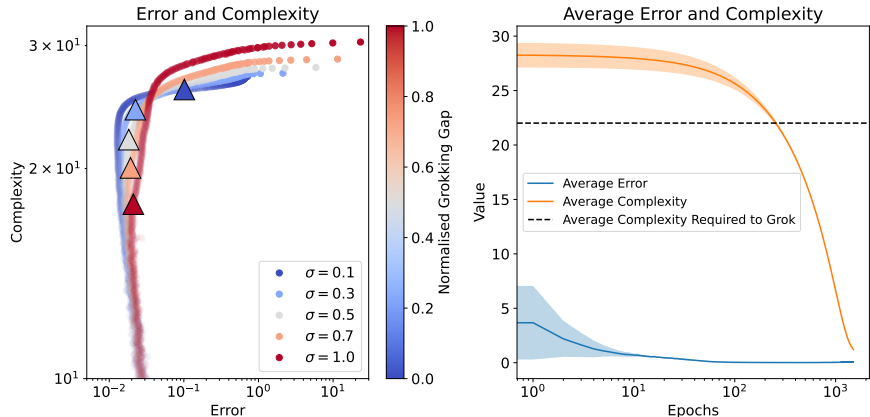 Error and Complexity
3 × 10¹
2 × 10¹
10¹
Complexity
10⁻²
10⁻¹
10⁰
10¹
Error
σ = 0.1
σ = 0.3
σ = 0.5
σ = 0.7
σ = 1.0
1.0
0.8
0.6
0.4
0.2
0.0
Normalised Grokking Gap
Average Error and Complexity
30
25
20
15
10
5
0
Value
Average Error
Average Complexity
Average Complexity Required to Grok
10⁰
10¹
10²
10³
Epochs